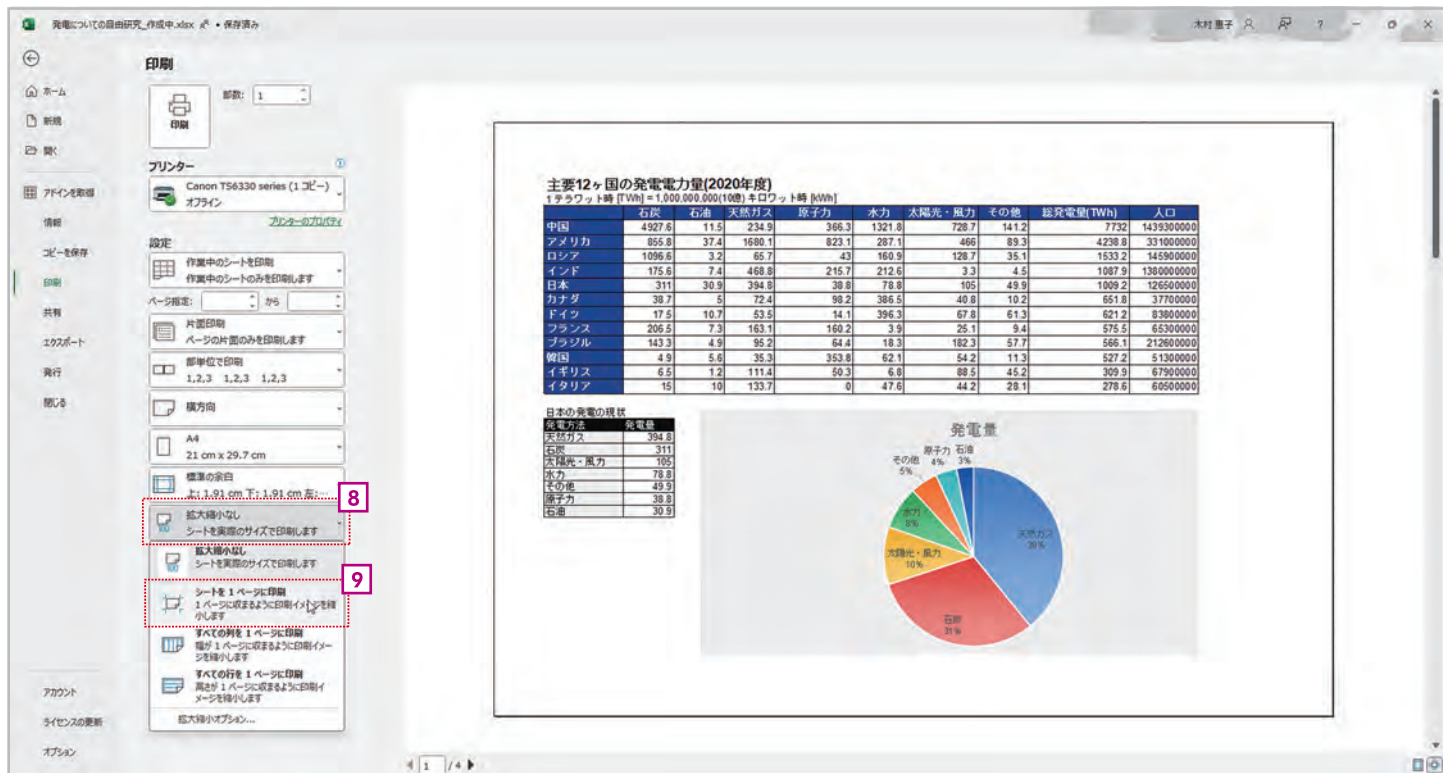 発電についての自由研究_作成中.xlsx • 保存済み
木村 恵子
?
印刷
ホーム
新規
開く
アドインを取得
情報
コピーを保存
印刷
共有
エクスポート
発行
閉じる
アカウント
ライセンスの更新
オプション
印刷
部数: 1
プリンター
Canon TS6330 series (1 コピー)
オフライン
プリンターのプロパティ
設定
作業中のシートを印刷
作業中のシートのみを印刷します
ページ指定: から
片面印刷
ページの片面のみを印刷します
部単位で印刷
1,2,3 1,2,3 1,2,3
横方向
A4
21 cm x 29.7 cm
標準の余白
上: 1.91 cm 下: 1.91 cm 左:…
8
拡大縮小なし
シートを実際のサイズで印刷します
拡大縮小なし
シートを実際のサイズで印刷します
9
シートを 1 ページに印刷
1 ページに収まるように印刷イメージを縮
小します
すべての列を 1 ページに印刷
幅が 1 ページに収まるように印刷イメー
ジを縮小します
すべての行を 1 ページに印刷
高さが 1 ページに収まるように印刷イ
メージを縮小します
拡大縮小オプション...
主要12ヶ国の発電電力量(2020年度)
1テラワット時 [TWh] = 1,000,000,000(10億) キロワット時 [kWh]
石炭 石油 天然ガス 原子力 水力 太陽光・風力 その他 総発電量(TWh) 人口
中国 4927.6 11.5 234.9 366.3 1321.8 728.7 141.2 7732 1439300000
アメリカ 855.8 37.4 1680.1 823.1 287.1 466 89.3 4238.8 331000000
ロシア 1096.6 3.2 65.7 43 160.9 128.7 35.1 1533.2 145900000
インド 175.6 7.4 468.8 215.7 212.6 3.3 4.5 1087.9 1380000000
日本 311 30.9 394.8 38.8 78.8 105 49.9 1009.2 126500000
カナダ 38.7 5 72.4 98.2 386.5 40.8 10.2 651.8 37700000
ドイツ 17.5 10.7 53.5 14.1 396.3 67.8 61.3 621.2 83800000
フランス 206.5 7.3 163.1 160.2 3.9 25.1 9.4 575.5 65300000
ブラジル 143.3 4.9 95.2 64.4 18.3 182.3 57.7 566.1 212600000
韓国 4.9 5.6 35.3 353.8 62.1 54.2 11.3 527.2 51300000
イギリス 6.5 1.2 111.4 50.3 6.8 88.5 45.2 309.9 67900000
イタリア 15 10 133.7 0 47.6 44.2 28.1 278.6 60500000
日本の発電の現状
発電方法 発電量
天然ガス 394.8
石炭 311
太陽光・風力 105
水力 78.8
その他 49.9
原子力 38.8
石油 30.9
発電量
原子力 4%
石油 3%
その他 5%
水力 8%
太陽光・風力 10%
天然ガス 39%
石炭 31%
1 / 4